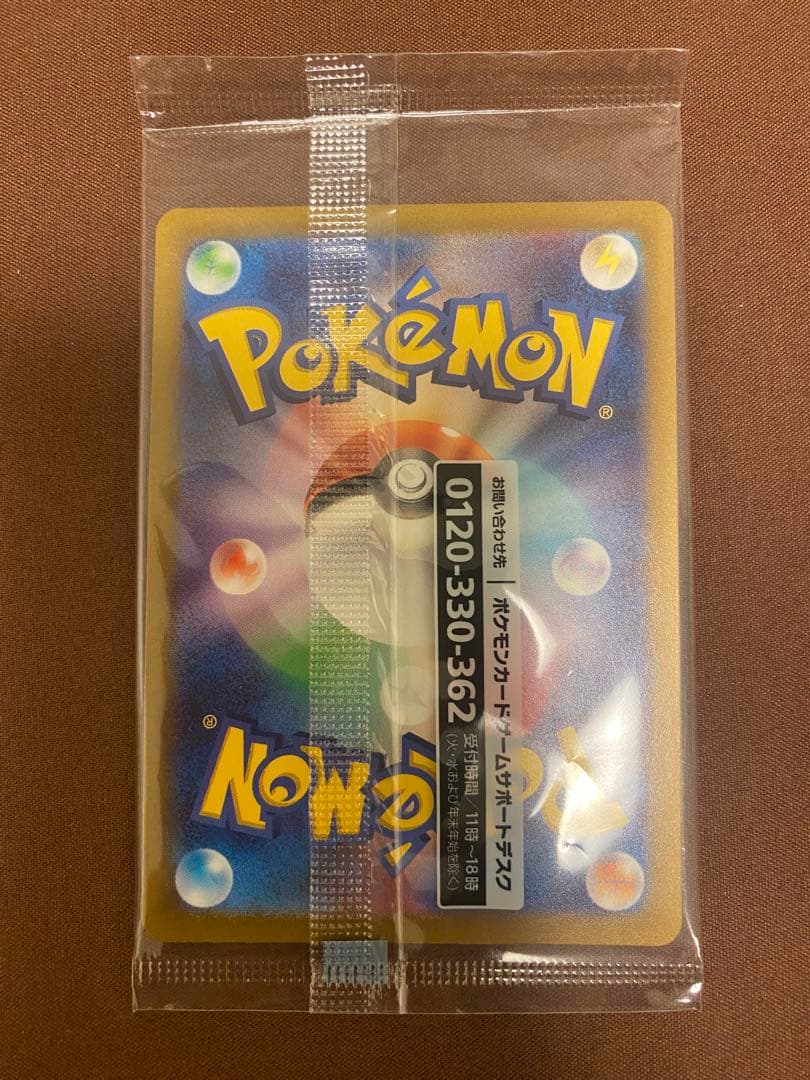 Pokémon
®
お問い合わせ先 ポケモンカードゲームサポートデスク
0120-330-362 受付時間/11時~18時
(火・水および年末年始を除く)
®
Pokémon